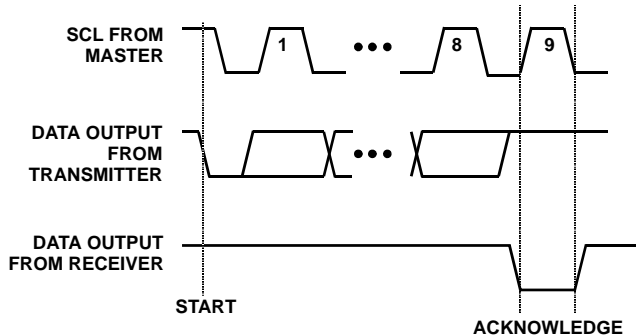 SCL FROM
MASTER
1
8
9
DATA OUTPUT
FROM
TRANSMITTER
DATA OUTPUT
FROM RECEIVER
START
ACKNOWLEDGE